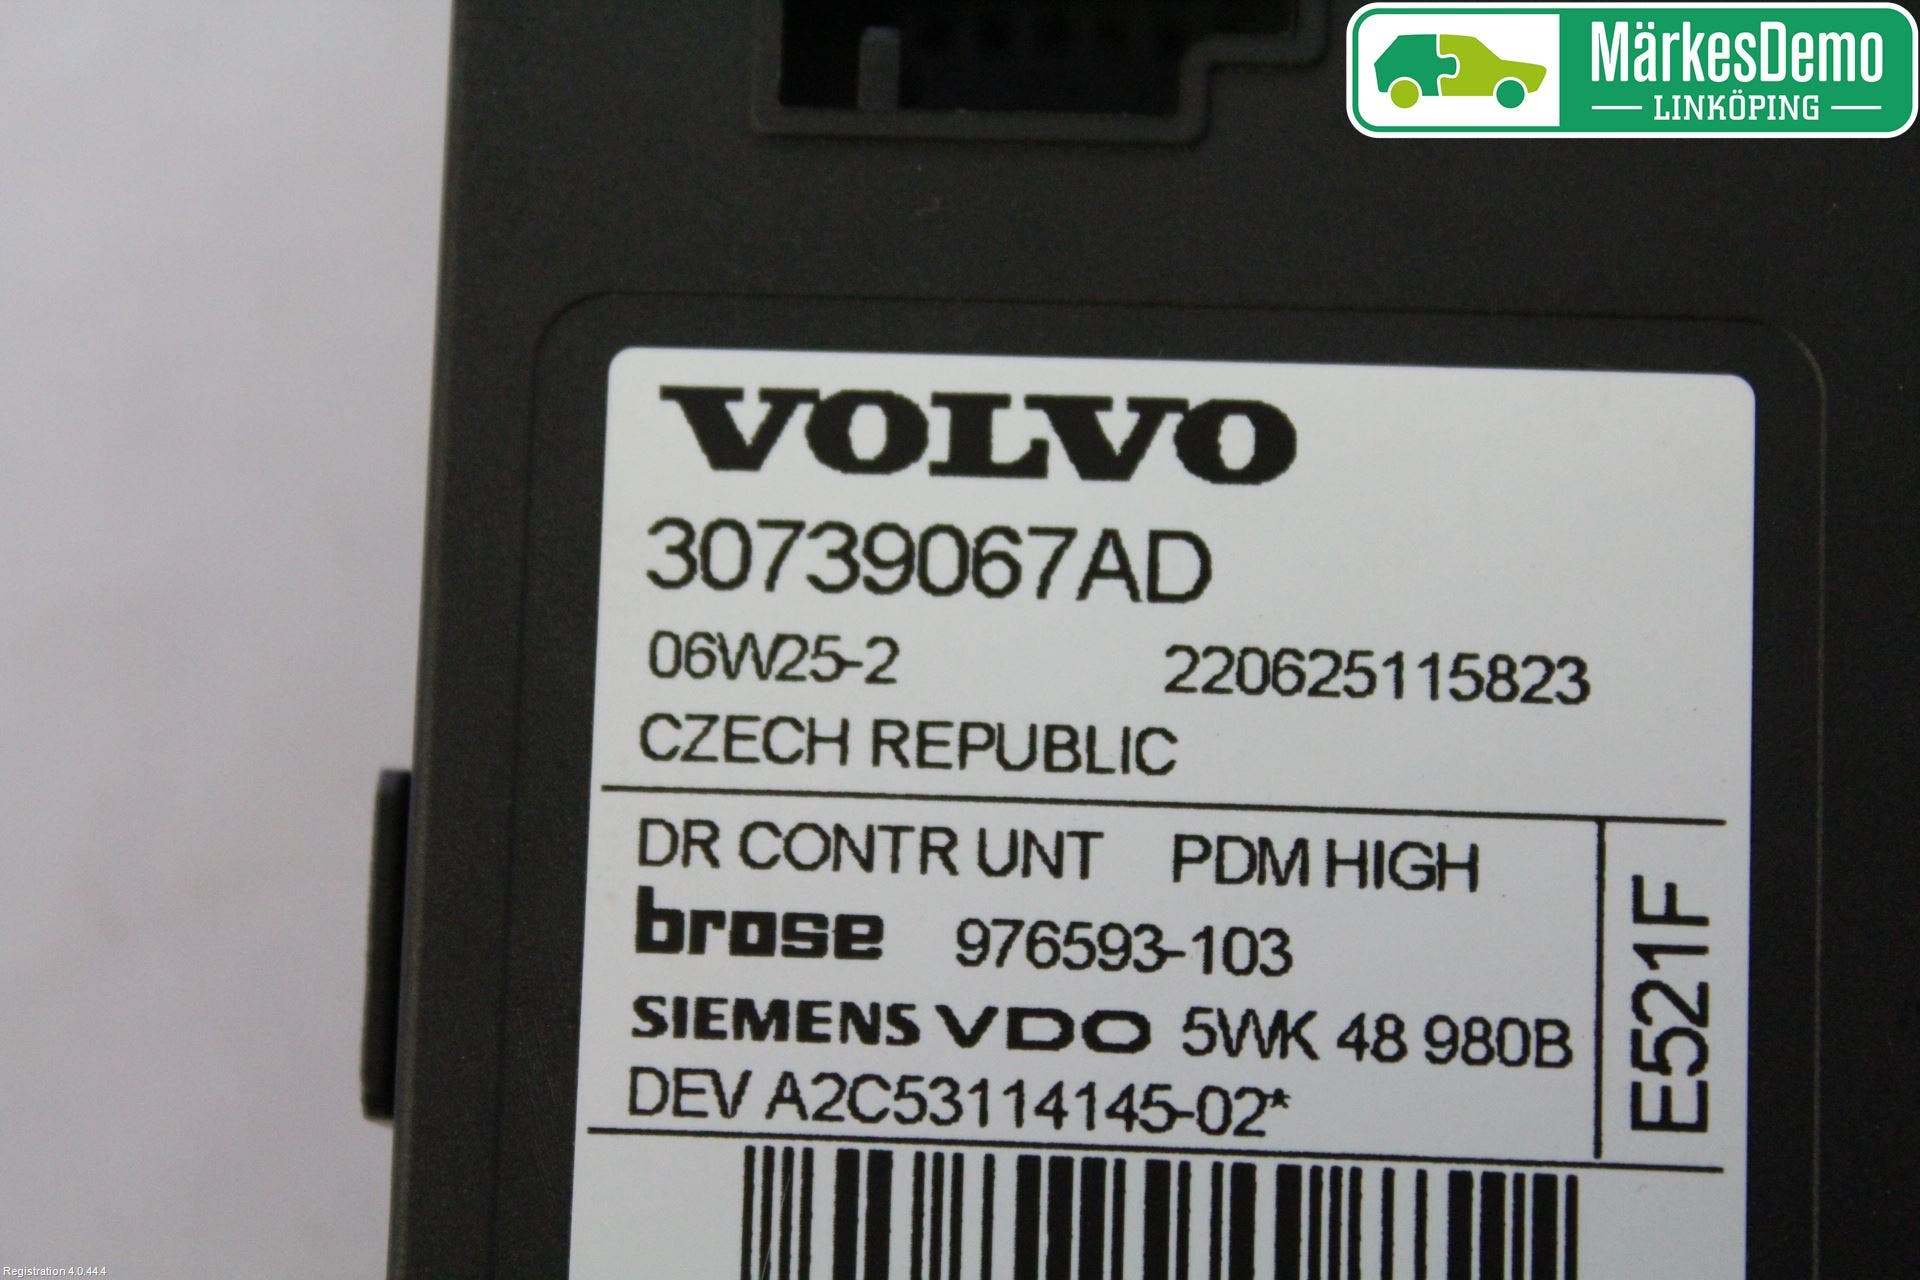 MärkesDemo
LINKÖPING
VOLVO
30739067AD
06W25-2 220625115823
CZECH REPUBLIC
DR CONTR UNT PDM HIGH
brose 976593-103
SIEMENS VDO 5WK 48 980B
DEV A2C53114145-02*
E521F
Registration 4.0.44.4